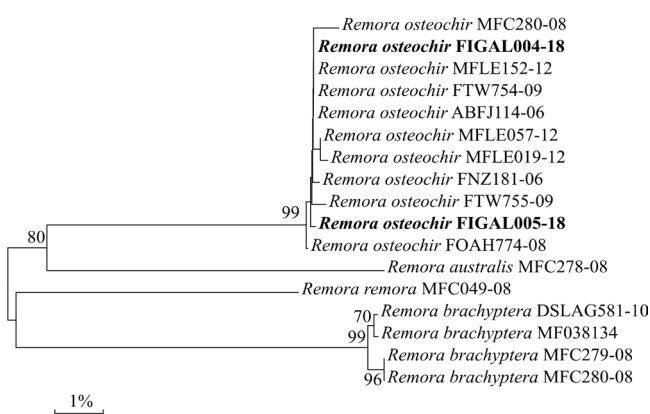 Remora osteochir MFC280-08
Remora osteochir FIGAL004-18
Remora osteochir MFLE152-12
Remora osteochir FTW754-09
Remora osteochir ABFJ114-06
Remora osteochir MFLE057-12
Remora osteochir MFLE019-12
Remora osteochir FNZ181-06
Remora osteochir FTW755-09
99
Remora osteochir FIGAL005-18
80
Remora osteochir FOAH774-08
Remora australis MFC278-08
Remora remora MFC049-08
Remora brachyptera DSLAG581-10
70
Remora brachyptera MF038134
99
Remora brachyptera MFC279-08
96
Remora brachyptera MFC280-08
1%